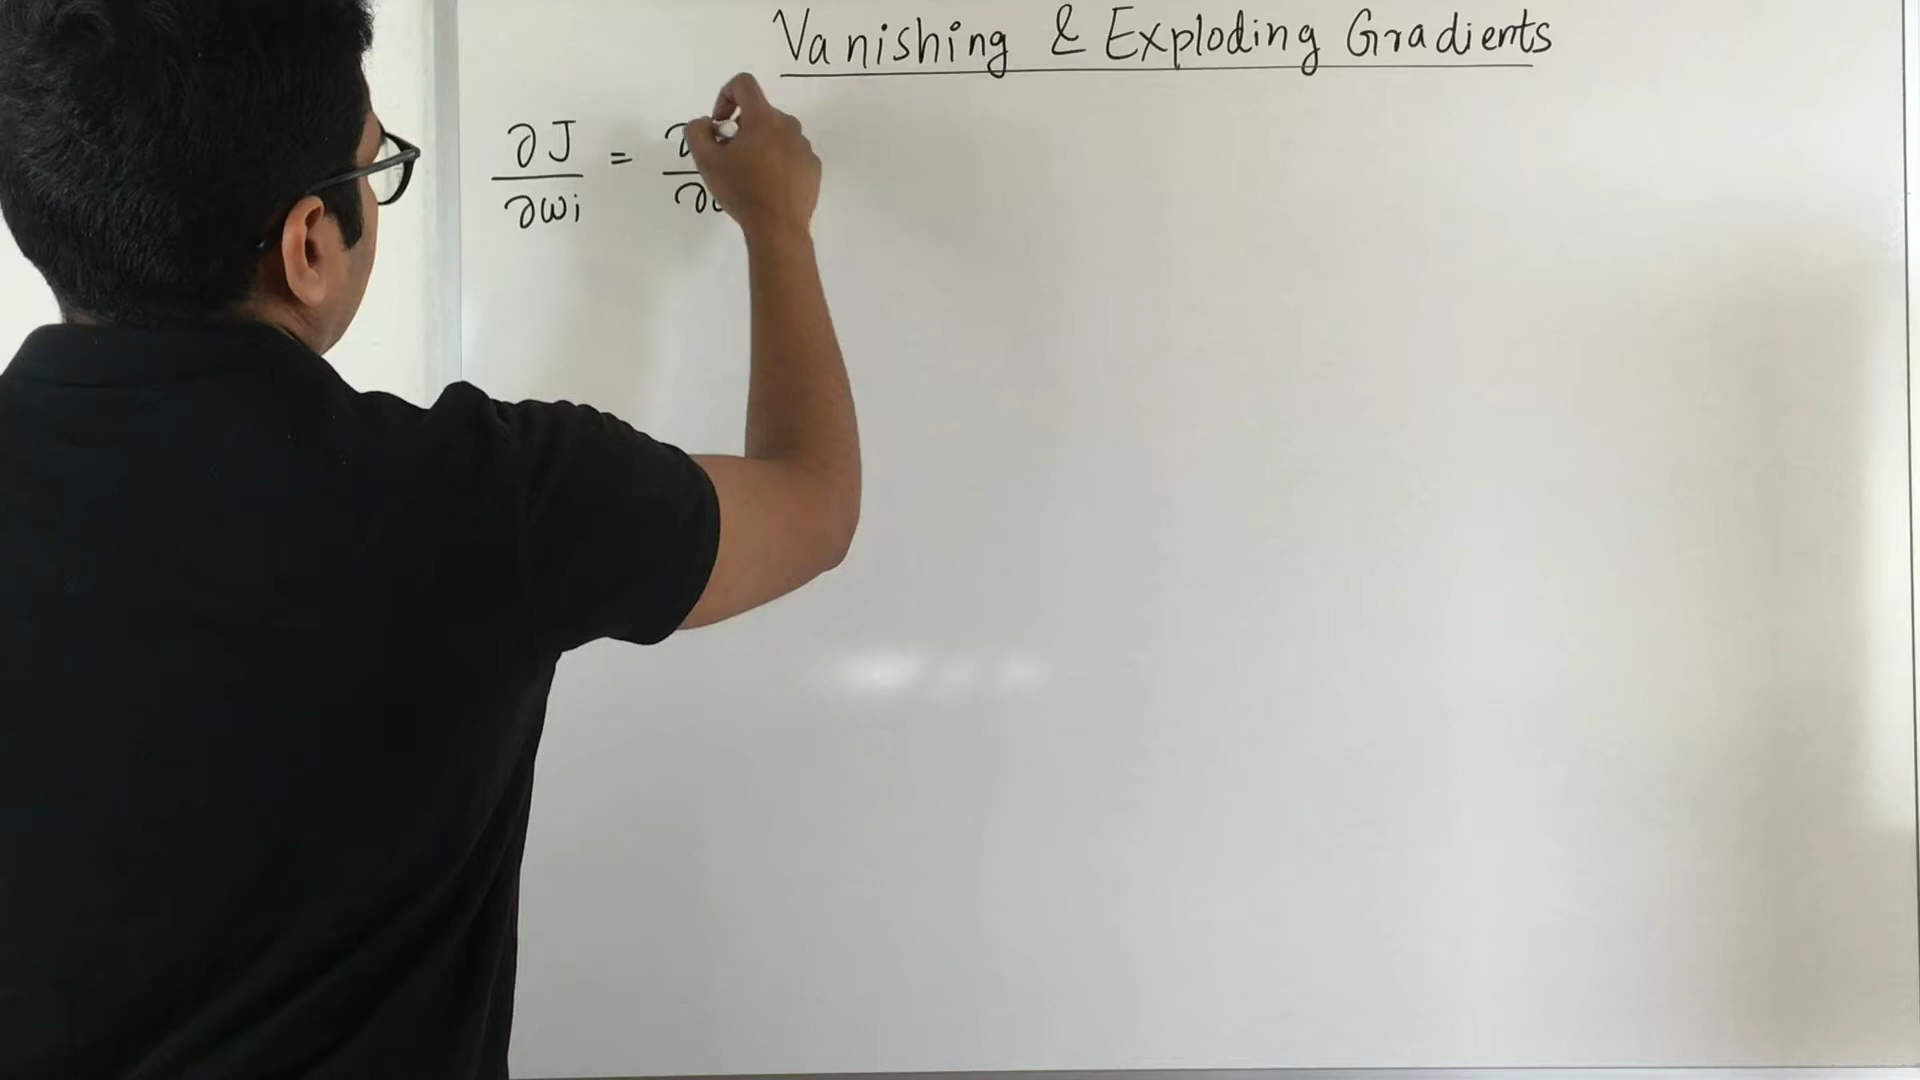 Vanishing & Exploding Gradients
∂J
∂wi
=
∂
∂